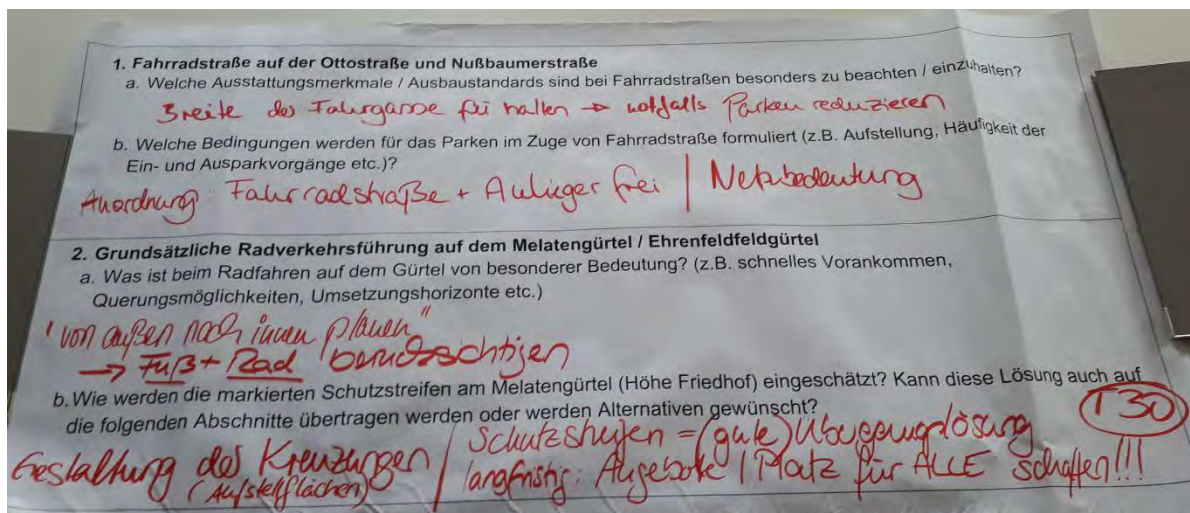 1. Fahrradstraße auf der Ottostraße und Nußbaumerstraße
a. Welche Ausstattungsmerkmale / Ausbaustandards sind bei Fahrradstraßen besonders zu beachten / einzuhalten?
Breite des Fahrgasse für halten → notfalls Parken reduzieren
b. Welche Bedingungen werden für das Parken im Zuge von Fahrradstraße formuliert (z.B. Aufstellung, Häufigkeit der
Ein- und Ausparkvorgänge etc.)?
Anordnung: Fahrradstraße + Anlieger frei | Netzbedeutung
2. Grundsätzliche Radverkehrsführung auf dem Melatengürtel / Ehrenfeldfeldgürtel
a. Was ist beim Radfahren auf dem Gürtel von besonderer Bedeutung? (z.B. schnelles Vorankommen,
Querungsmöglichkeiten, Umsetzungshorizonte etc.)
"von außen nach innen planen"
→ Fuß + Rad berücksichtigen
b. Wie werden die markierten Schutzstreifen am Melatengürtel (Höhe Friedhof) eingeschätzt? Kann diese Lösung auch auf
die folgenden Abschnitte übertragen werden oder werden Alternativen gewünscht?
T30
Gestaltung des Kreuzungen
(Aufstellflächen)
Schutzstreifen = (gute) Übergangslösung
langfristig: Angebote / Platz für ALLE schaffen!!!